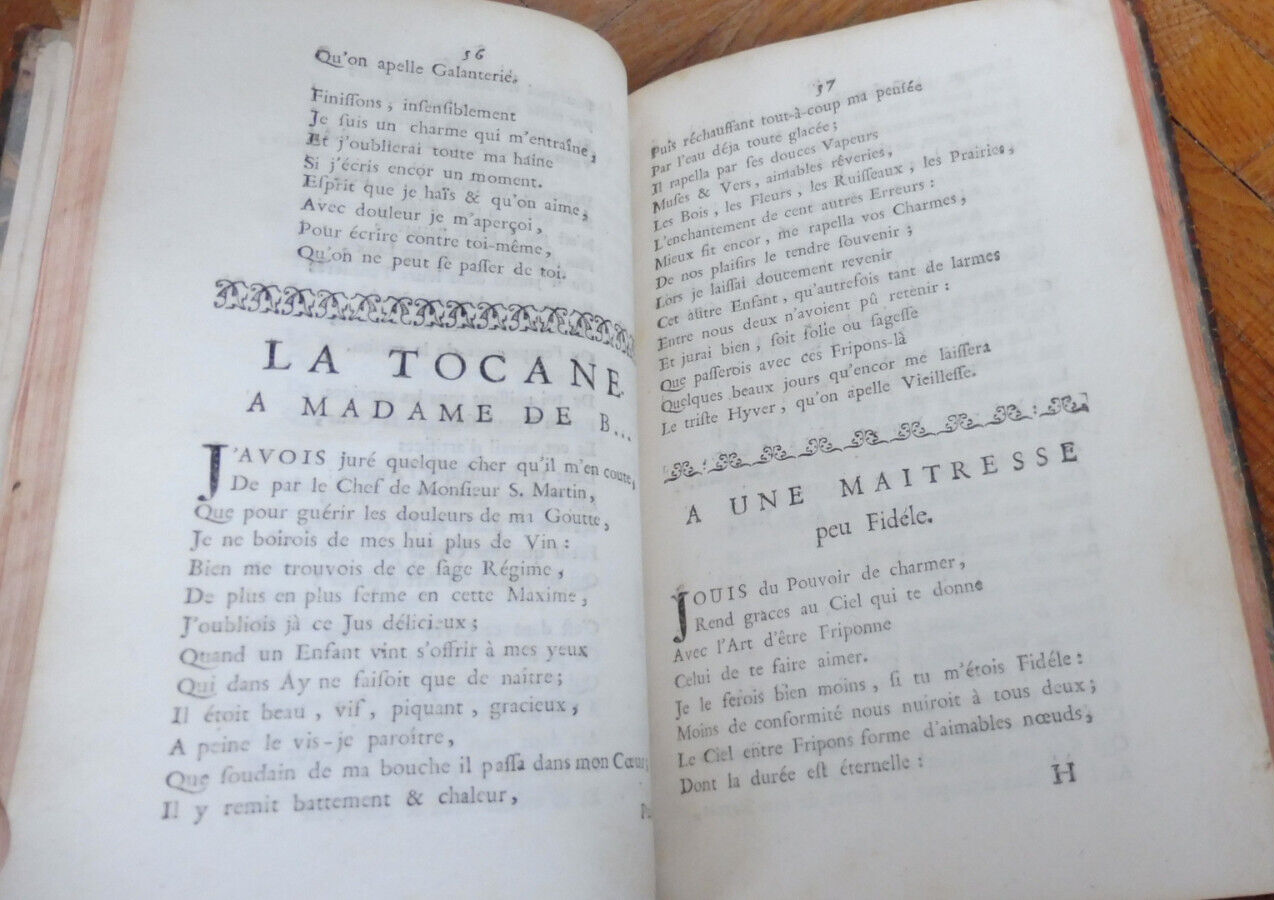 56
Qu'on apelle Galanterie.
Finiſſons, inſenſiblement
Je ſuis un charme qui m'entraîne,
Et j'oublierai toute ma haine
Si j'écris encor un moment.
Eſprit que je haïs & qu'on aime,
Avec douleur je m'aperçoi,
Pour écrire contre toi-même,
Qu'on ne peut ſe paſſer de toi.
LA TOCANE
A MADAME DE B...
J'AVOIS juré quelque cher qu'il m'en coute,
De par le Chef de Monſieur S. Martin,
Que pour guérir les douleurs de ma Goutte,
Je ne boirois de mes hui plus de Vin :
Bien me trouvois de ce ſage Régime,
De plus en plus ferme en cette Maxime,
J'oubliois jà ce Jus délicieux ;
Quand un Enfant vint s'offrir à mes yeux
Qui dans Ay ne faiſoit que de naître ;
Il étoit beau, vif, piquant, gracieux,
A peine le vis-je paroître,
Que ſoudain de ma bouche il paſſa dans mon Cœur ;
Il y remit battement & chaleur,
57
Puis réchauffant tout-à-coup ma penſée
Par l'eau déja toute glacée ;
Il rapella par ſes douces Vapeurs
Muſes & Vers, aimables rêveries,
Les Bois, les Fleurs, les Ruiſſeaux, les Prairies,
L'enchantement de cent autres Erreurs :
Mieux fit encor, me rapella vos Charmes,
De nos plaiſirs le tendre ſouvenir ;
Lors je laiſſai doucement revenir
Cet autre Enfant, qu'autrefois tant de larmes
Entre nous deux n'avoient pû retenir :
Et jurai bien, ſoit folie ou ſageſſe
Que paſſerois avec ces Fripons-là
Quelques beaux jours qu'encor me laiſſera
Le triſte Hyver, qu'on apelle Vieilleſſe.
A UNE MAITRESSE
peu Fidéle.
JOUIS du Pouvoir de charmer,
Rend graces au Ciel qui te donne
Avec l'Art d'être Friponne
Celui de te faire aimer.
Je le ſerois bien moins, ſi tu m'étois Fidéle :
Moins de conformité nous nuiroit à tous deux ;
Le Ciel entre Fripons forme d'aimables nœuds,
Dont la durée eſt éternelle :
H